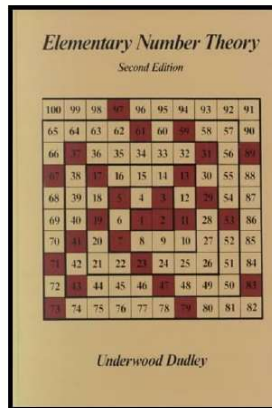 Elementary Number Theory
Second Edition
100 99 98 97 96 95 94 93 92 91
65 64 63 62 61 60 59 58 57 90
66 37 36 35 34 33 32 31 56 89
67 38 17 16 15 14 13 30 55 88
68 39 18 5 4 3 12 29 54 87
69 40 19 6 1 2 11 28 53 86
70 41 20 7 8 9 10 27 52 85
71 42 21 22 23 24 25 26 51 84
72 43 44 45 46 47 48 49 50 83
73 74 75 76 77 78 79 80 81 82
Underwood Dudley